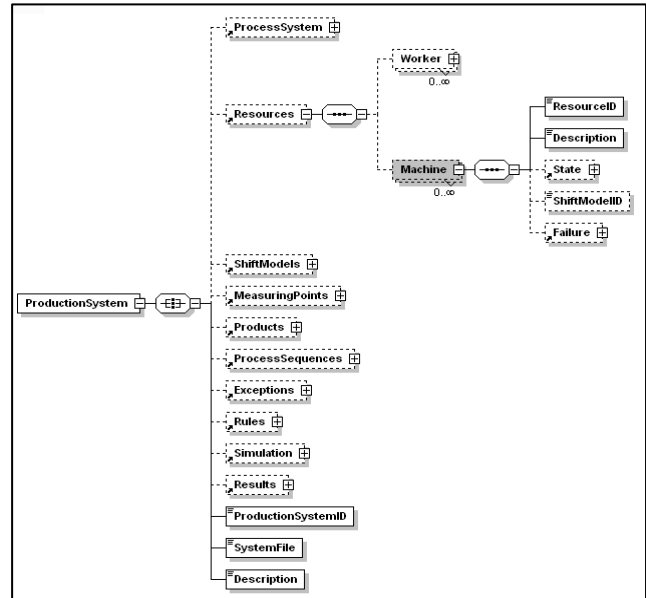 ProcessSystem
Worker
0..∞
Resources
ResourceID
Description
Machine
0..∞
State
ShiftModelID
Failure
ShiftModels
MeasuringPoints
ProductionSystem
Products
ProcessSequences
Exceptions
Rules
Simulation
Results
ProductionSystemID
SystemFile
Description